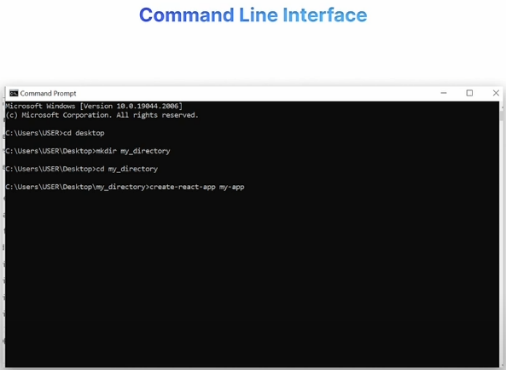 Command Line Interface
Command Prompt
Microsoft Windows [Version 10.0.19044.2006]
(c) Microsoft Corporation. All rights reserved.
C:\Users\USER>cd desktop
C:\Users\USER\Desktop>mkdir my_directory
C:\Users\USER\Desktop>cd my_directory
C:\Users\USER\Desktop\my_directory>create-react-app my-app